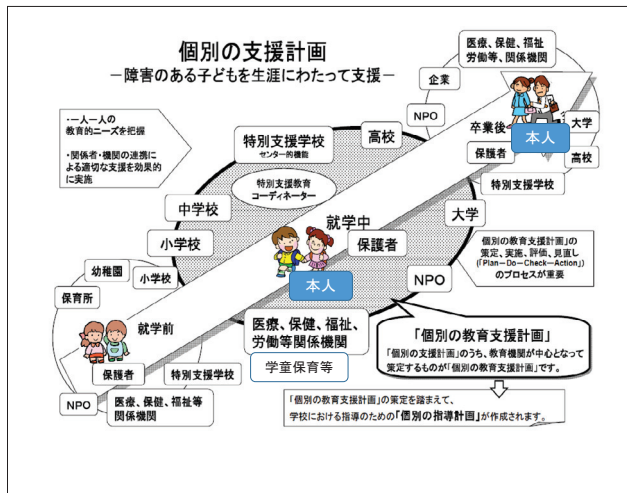 個別の支援計画
－障害のある子どもを生涯にわたって支援－
・一人一人の
教育的ニーズを把握
・関係者・機関の連携に
よる適切な支援を効果的
に実施
医療、保健、福祉
労働等、関係機関
企業
NPO
卒業後
本人
大学
保護者
高校
特別支援学校
特別支援学校
センター的機能
高校
特別支援教育
コーディネーター
中学校
小学校
就学中
保護者
大学
本人
NPO
医療、保健、福祉、
労働等関係機関
学童保育等
個別の教育支援計画」の
策定、実施、評価、見直し
(「Plan－Do－Check－Action」)
のプロセスが重要
幼稚園
小学校
保育所
就学前
保護者
特別支援学校
NPO
医療、保健、福祉等
関係機関
「個別の教育支援計画」
「個別の支援計画」のうち、教育機関が中心となって
策定するものが「個別の教育支援計画」です。
「個別の教育支援計画」の策定を踏まえて、
学校における指導のための「個別の指導計画」が作成されます。